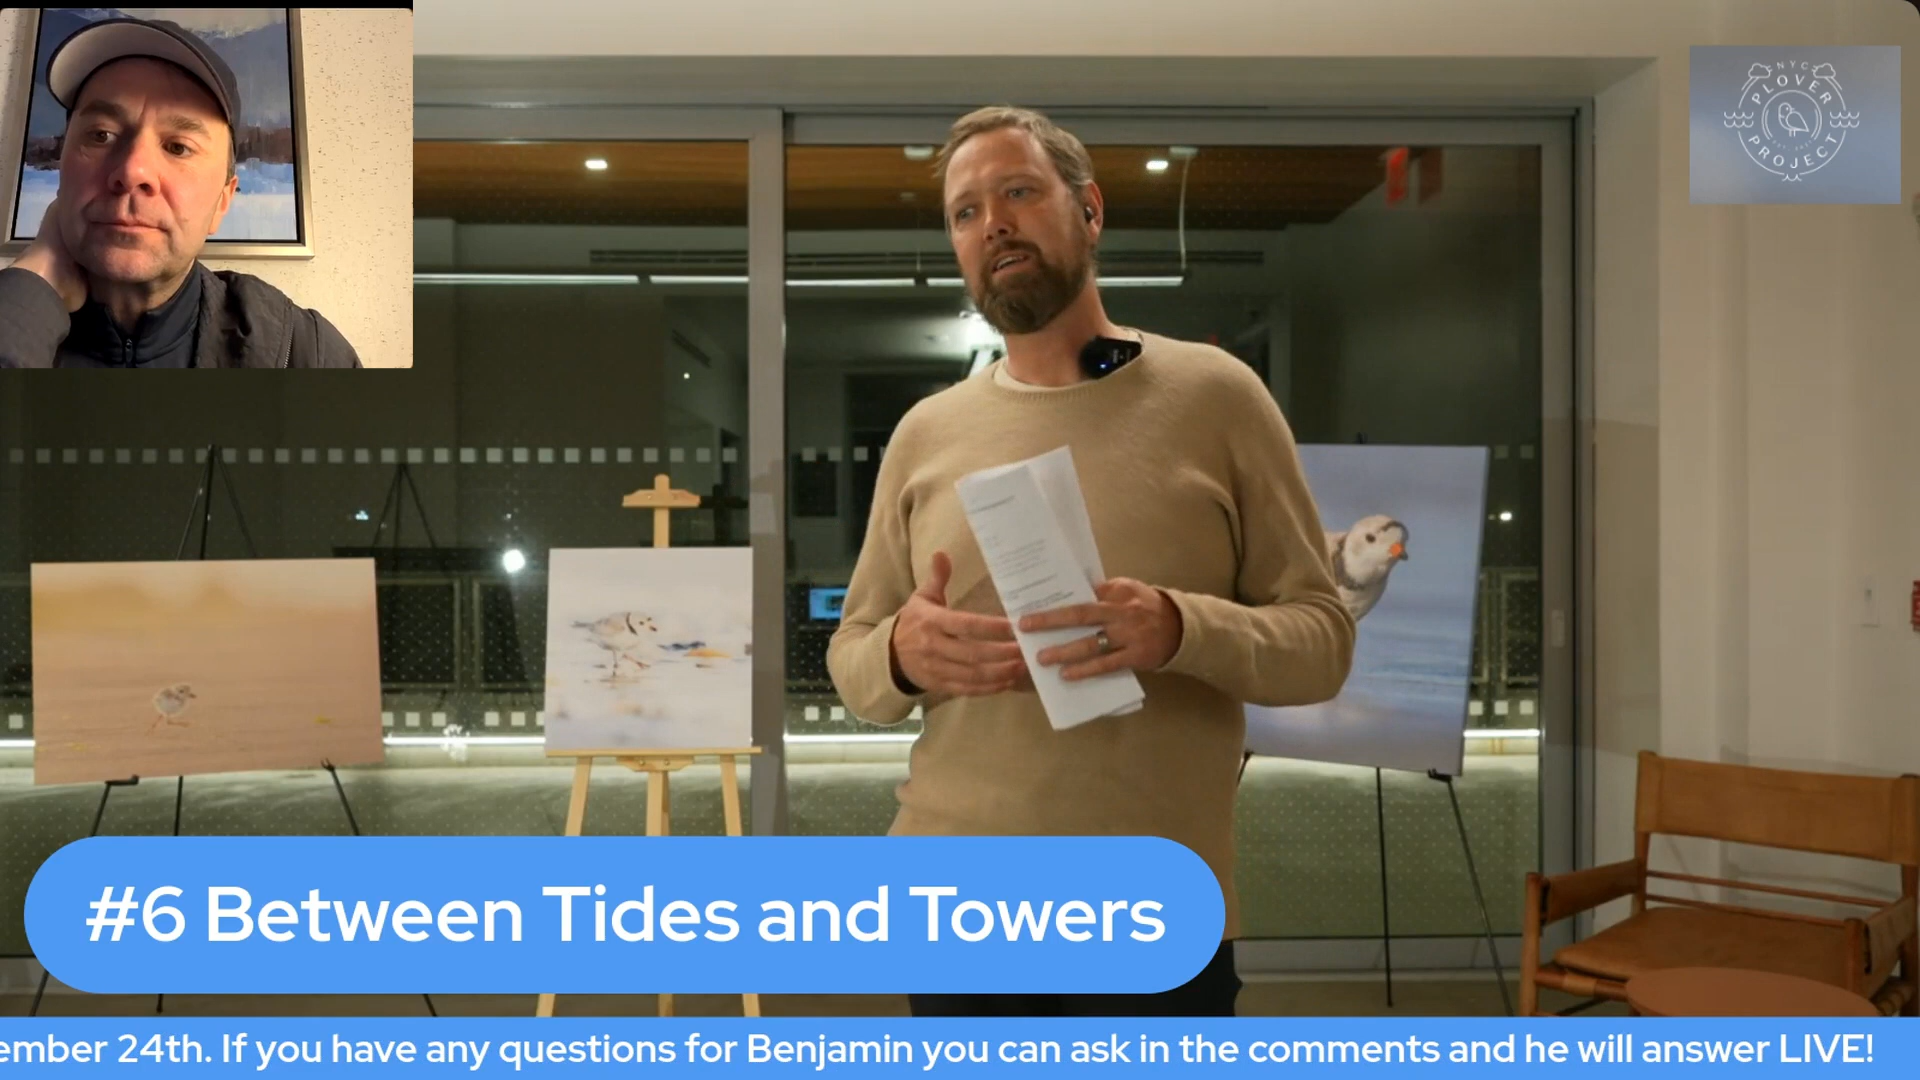 NYC
PLOVER
PROJECT
#6 Between Tides and Towers
ember 24th. If you have any questions for Benjamin you can ask in the comments and he will answer LIVE!